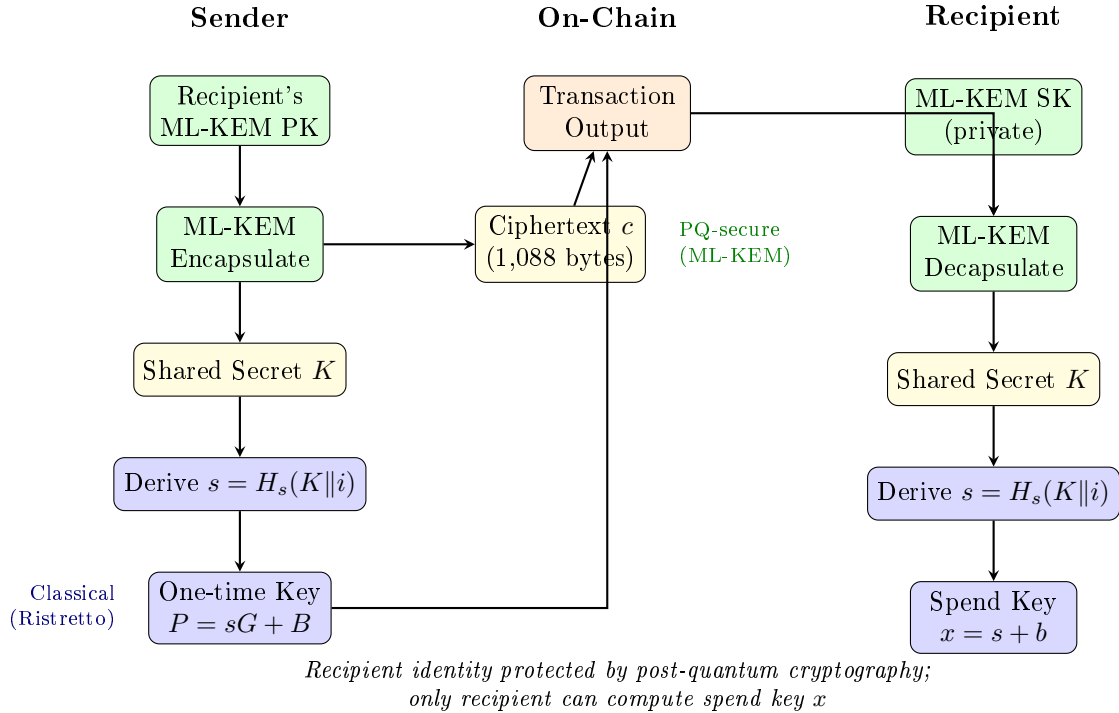 Sender
On-Chain
Recipient
Recipient's
ML-KEM PK
Transaction
Output
ML-KEM SK
(private)
ML-KEM
Encapsulate
Ciphertext c
(1,088 bytes)
PQ-secure
(ML-KEM)
ML-KEM
Decapsulate
Shared Secret K
Shared Secret K
Derive s = H_s(K‖i)
Derive s = H_s(K‖i)
Classical
(Ristretto)
One-time Key
P = sG + B
Spend Key
x = s + b
Recipient identity protected by post-quantum cryptography;
only recipient can compute spend key x